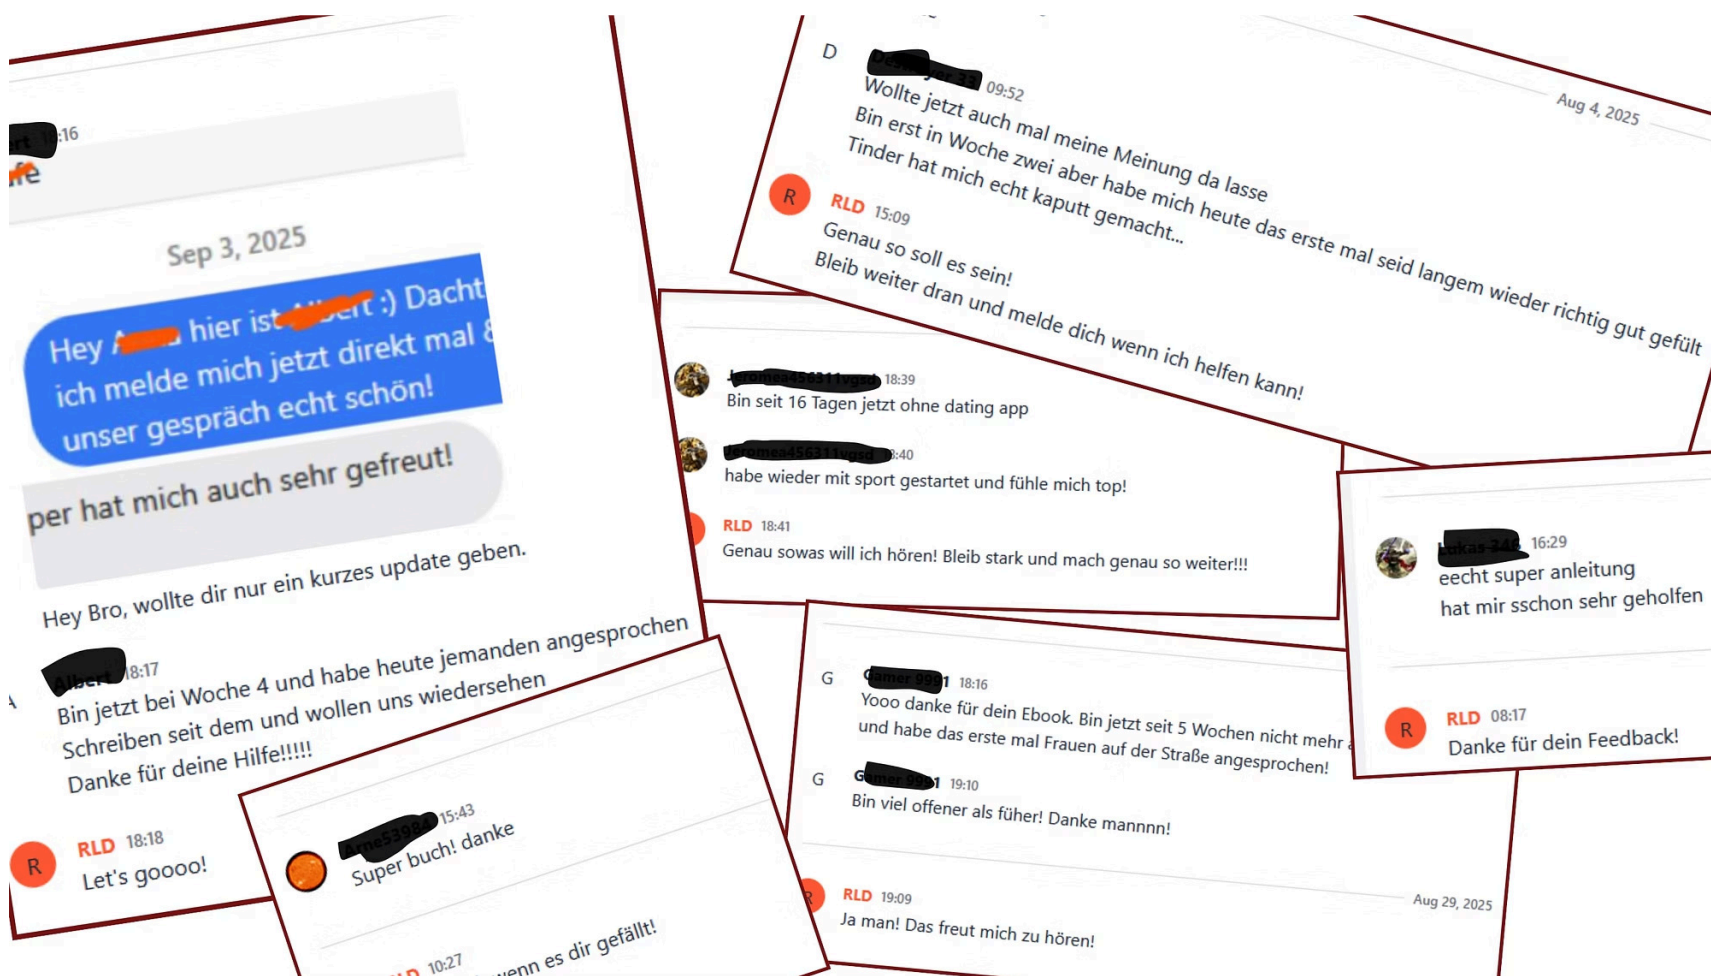 18:16
Sep 3, 2025
Hey hier ist :) Dacht
ich melde mich jetzt direkt mal &
unser gespräch echt schön!
per hat mich auch sehr gefreut!
Hey Bro, wollte dir nur ein kurzes update geben.
18:17
Bin jetzt bei Woche 4 und habe heute jemanden angesprochen
Schreiben seit dem und wollen uns wiedersehen
Danke für deine Hilfe!!!!!
R
RLD 18:18
Let's goooo!
D
09:52
Wollte jetzt auch mal meine Meinung da lasse
Bin erst in Woche zwei aber habe mich heute das erste mal seid langem wieder richtig gut gefült
Tinder hat mich echt kaputt gemacht...
Aug 4, 2025
R
RLD 15:09
Genau so soll es sein!
Bleib weiter dran und melde dich wenn ich helfen kann!
18:39
Bin seit 16 Tagen jetzt ohne dating app
:40
habe wieder mit sport gestartet und fühle mich top!
RLD 18:41
Genau sowas will ich hören! Bleib stark und mach genau so weiter!!!
16:29
eecht super anleitung
hat mir sschon sehr geholfen
R
RLD 08:17
Danke für dein Feedback!
15:43
Super buch! danke
LD 10:27
wenn es dir gefällt!
G
18:16
Yooo danke für dein Ebook. Bin jetzt seit 5 Wochen nicht mehr
und habe das erste mal Frauen auf der Straße angesprochen!
G
19:10
Bin viel offener als füher! Danke mannnn!
Aug 29, 2025
R
RLD 19:09
Ja man! Das freut mich zu hören!